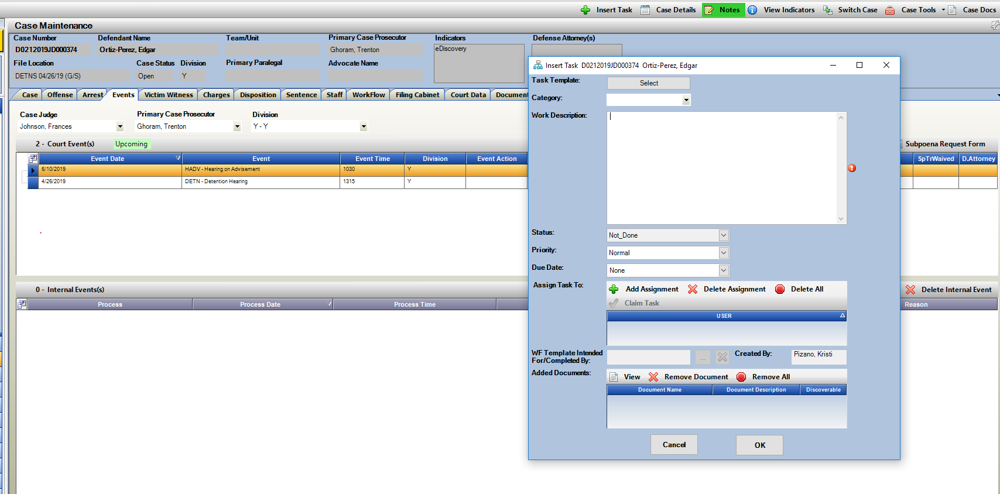 Insert Task Case Details Notes View Indicators Switch Case Case Tools Case Docs
Case Maintenance
Case Number Defendant Name Team/Unit Primary Case Prosecutor Indicators Defense Attorney(s)
D0212019JD000374 Ortiz-Perez, Edgar Ghoram, Trenton eDiscovery
File Location Case Status Division Primary Paralegal Advocate Name
DETNS 04/26/19 (G/S) Open Y
Case Offense Arrest Events Victim Witness Charges Disposition Sentence Staff WorkFlow Filing Cabinet Court Data Document
Case Judge Primary Case Prosecutor Division
Johnson, Frances Ghoram, Trenton Y - Y
2 - Court Event(s) Upcoming Subpoena Request Form
Event Date Event Event Time Division Event Action SpTrWaived D.Attorney
6/10/2019 HADV - Hearing on Advisement 1030 Y
4/26/2019 DETN - Detention Hearing 1315 Y
0 - Internal Events(s) Delete Internal Event
Process Process Date Process Time Reason
Insert Task D0212019JD000374 Ortiz-Perez, Edgar
Task Template: Select
Category:
Work Description:
Status: Not_Done
Priority: Normal
Due Date: None
Assign Task To: Add Assignment Delete Assignment Delete All
Claim Task
USER
WF Template Intended
For/Completed By: ... Created By: Pizano, Kristi
Added Documents: View Remove Document Remove All
Document Name Document Description Discoverable
Cancel OK